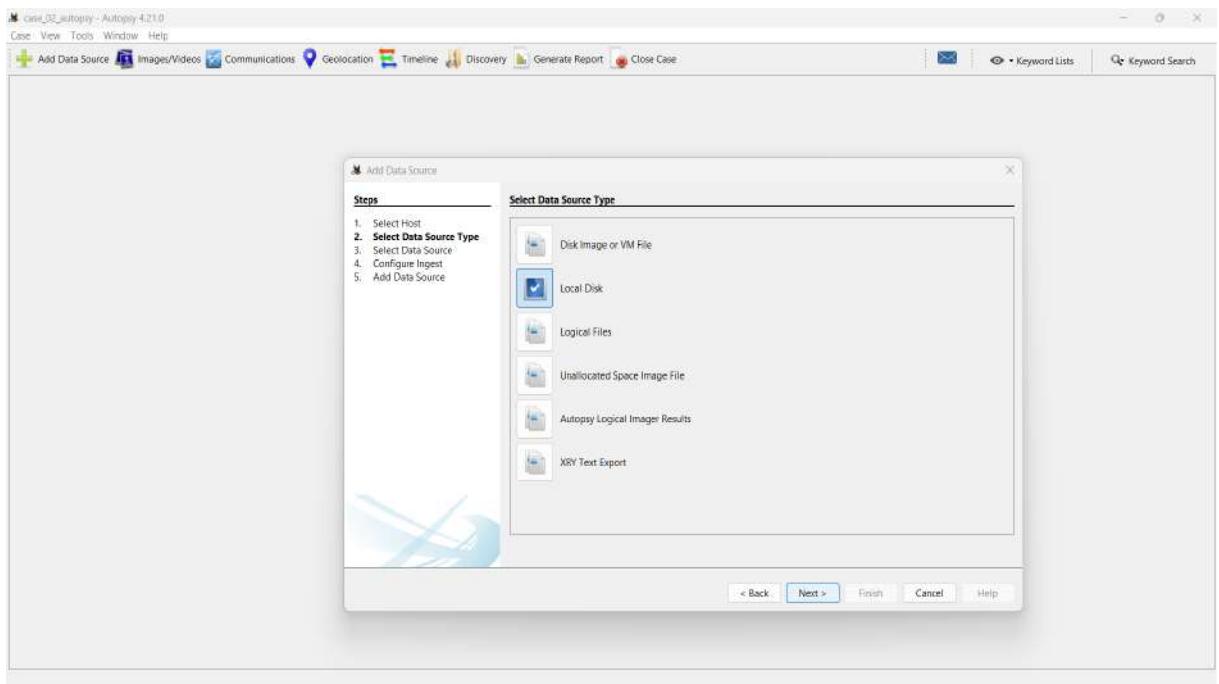 case_02_autopsy - Autopsy 4.21.0
Case View Tools Window Help
Add Data Source Images/Videos Communications Geolocation Timeline Discovery Generate Report Close Case Keyword Lists Keyword Search
Add Data Source
Steps
1. Select Host
2. Select Data Source Type
3. Select Data Source
4. Configure Ingest
5. Add Data Source
Select Data Source Type
Disk Image or VM File
Local Disk
Logical Files
Unallocated Space Image File
Autopsy Logical Imager Results
XRY Text Export
< Back Next > Finish Cancel Help